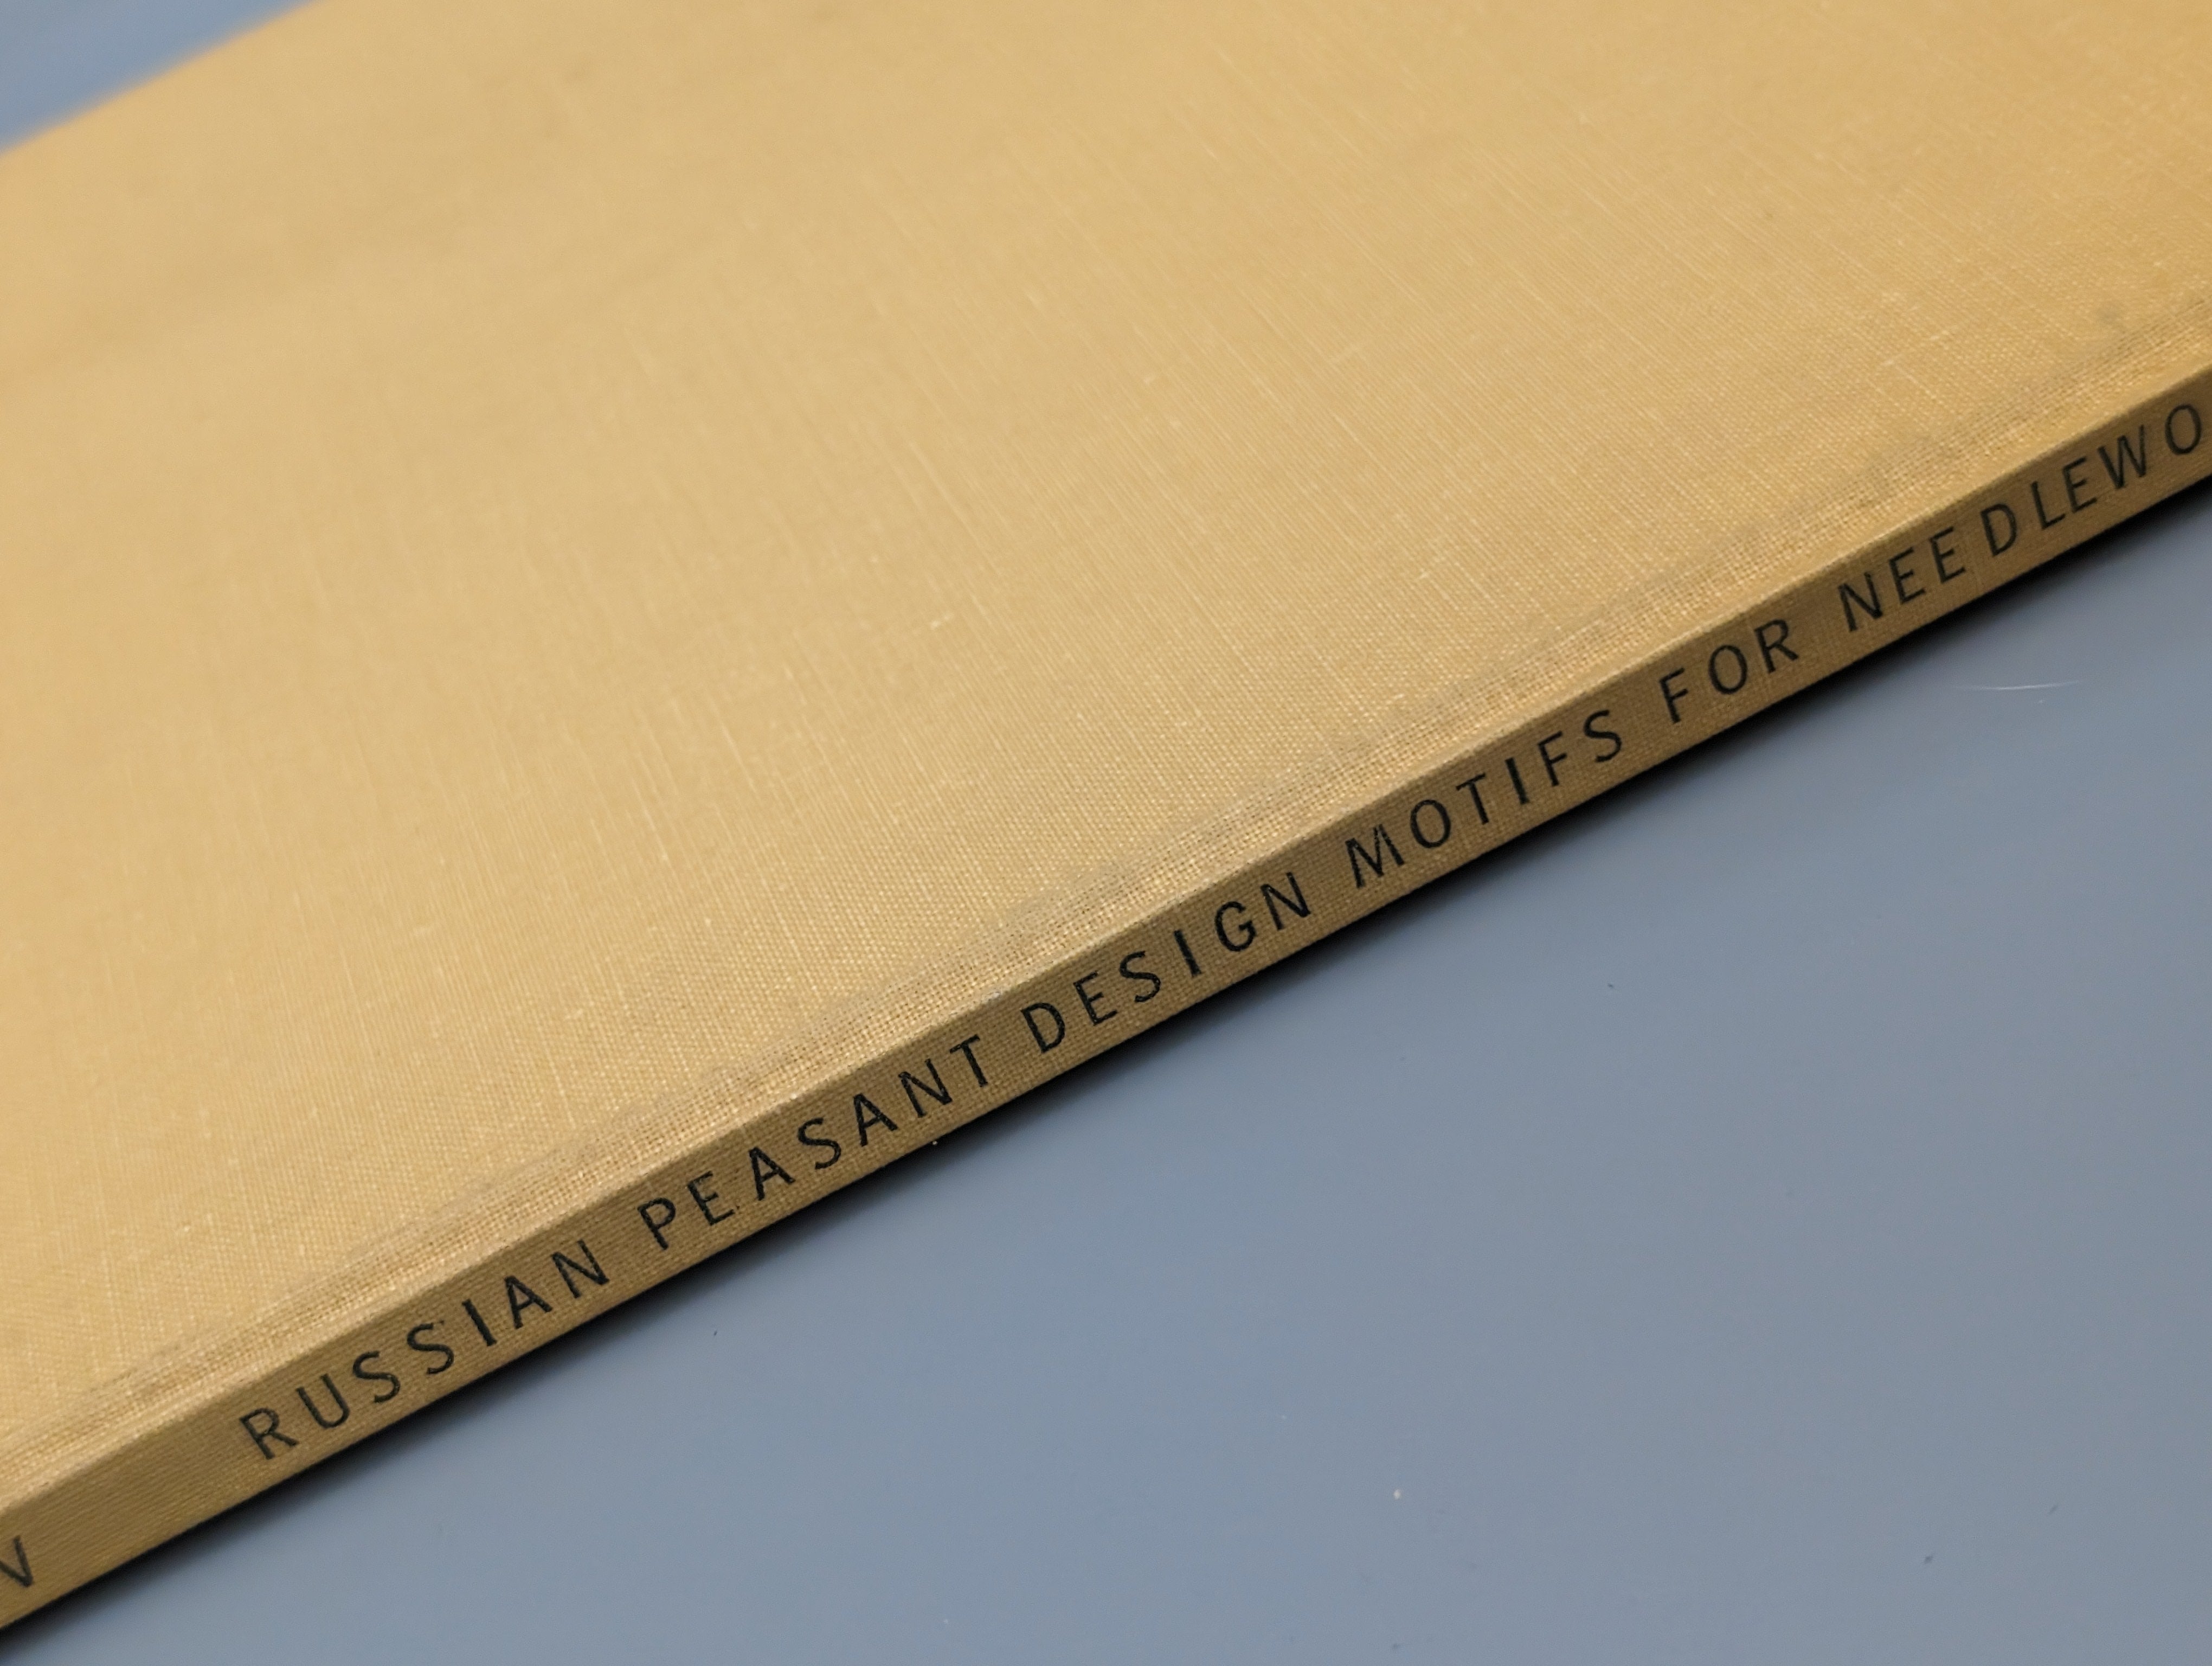 N RUSSIAN PEASANT DESIGN MOTIFS FOR NEEDLEWO